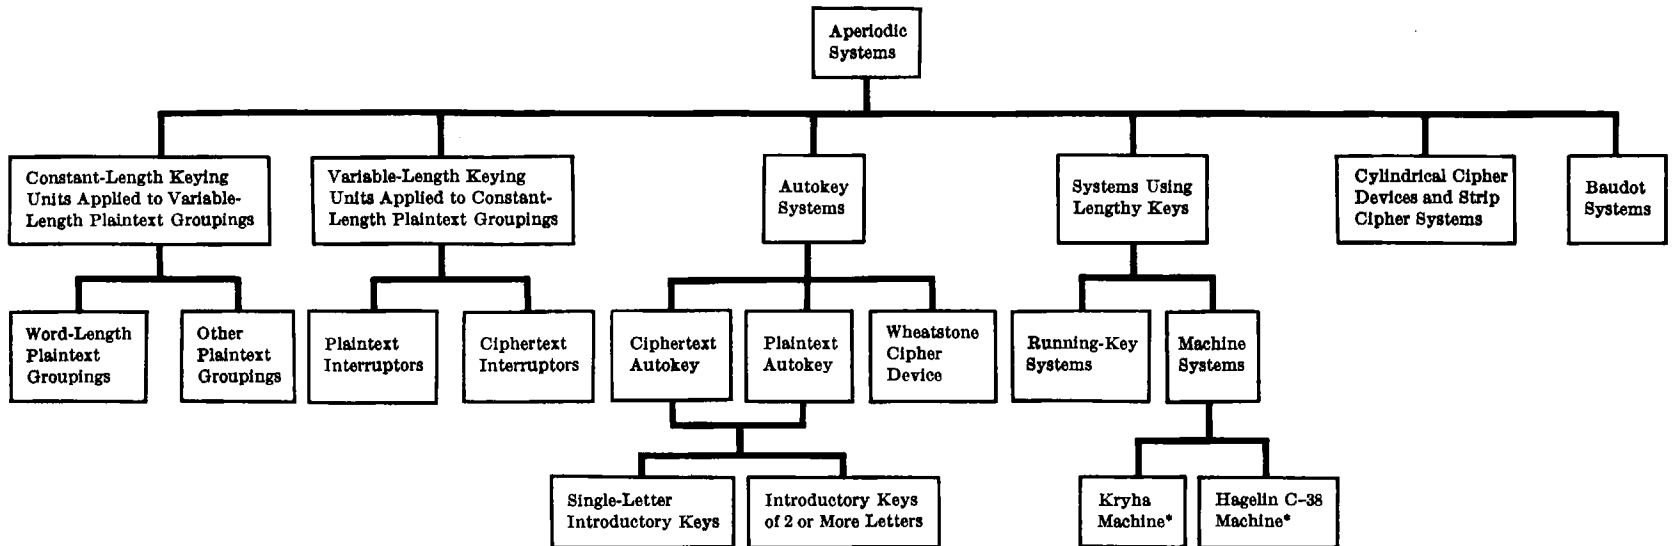 Aperiodic
Systems
Constant-Length Keying
Units Applied to Variable-
Length Plaintext Groupings
Variable-Length Keying
Units Applied to Constant-
Length Plaintext Groupings
Autokey
Systems
Systems Using
Lengthy Keys
Cylindrical Cipher
Devices and Strip
Cipher Systems
Baudot
Systems
Word-Length
Plaintext
Groupings
Other
Plaintext
Groupings
Plaintext
Interruptors
Ciphertext
Interruptors
Ciphertext
Autokey
Plaintext
Autokey
Wheatstone
Cipher
Device
Running-Key
Systems
Machine
Systems
Single-Letter
Introductory Keys
Introductory Keys
of 2 or More Letters
Kryha
Machine*
Hagelin C-38
Machine*